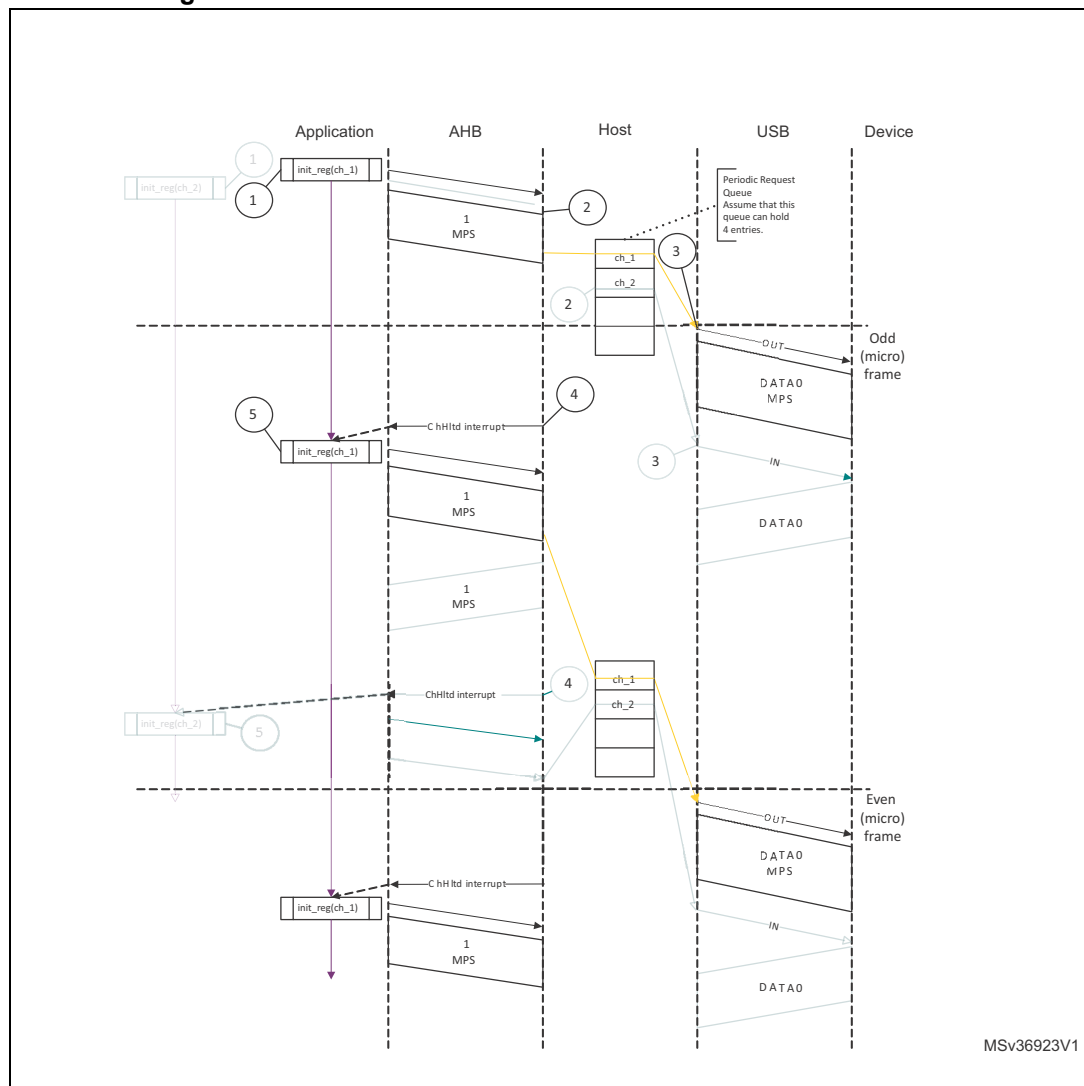 Application
AHB
Host
USB
Device
1
init_reg(ch_2)
init_reg(ch_1)
1
1
MPS
2
Periodic Request
Queue
Assume that this
queue can hold
4 entries.
3
ch_1
ch_2
2
OUT
Odd
(micro)
frame
DATA0
MPS
5
4
ChHltd interrupt
init_reg(ch_1)
3
IN
1
MPS
DATA0
1
MPS
ch_1
4
ChHltd interrupt
ch_2
init_reg(ch_2)
5
Even
(micro)
frame
OUT
DATA0
MPS
ChHltd interrupt
init_reg(ch_1)
IN
1
MPS
DATA0
MSv36923V1